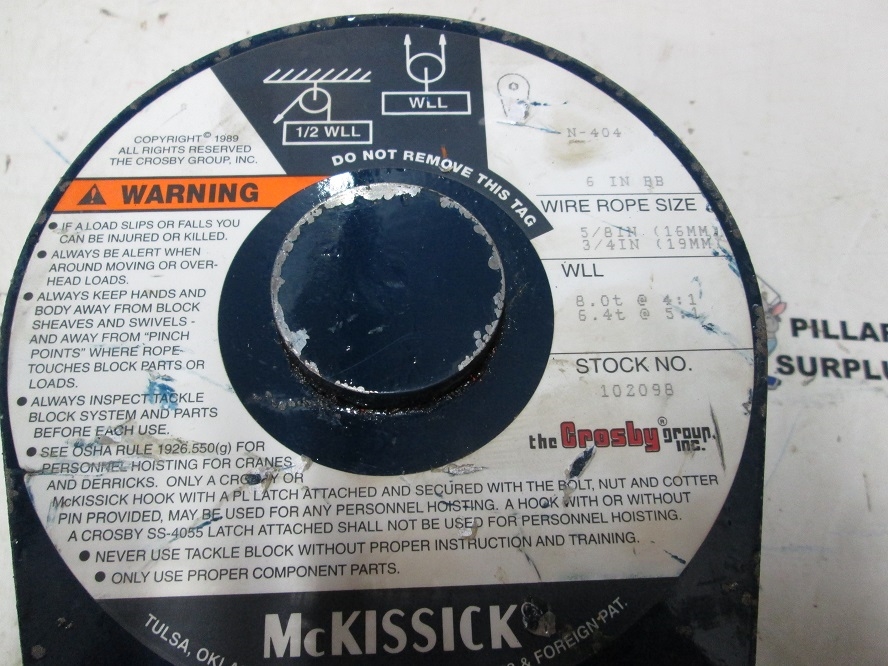 WLL
1/2 WLL
COPYRIGHT© 1989
ALL RIGHTS RESERVED
THE CROSBY GROUP, INC.
DO NOT REMOVE THIS TAG
WARNING
• IF A LOAD SLIPS OR FALLS YOU
CAN BE INJURED OR KILLED.
• ALWAYS BE ALERT WHEN
AROUND MOVING OR OVER-
HEAD LOADS.
• ALWAYS KEEP HANDS AND
BODY AWAY FROM BLOCK
SHEAVES AND SWIVELS -
AND AWAY FROM "PINCH
POINTS" WHERE ROPE
TOUCHES BLOCK PARTS OR
LOADS.
• ALWAYS INSPECT TACKLE
BLOCK SYSTEM AND PARTS
BEFORE EACH USE.
• SEE OSHA RULE 1926.550(g) FOR
PERSONNEL HOISTING FOR CRANES
AND DERRICKS. ONLY A CROSBY OR
McKISSICK HOOK WITH A PL LATCH ATTACHED AND SECURED WITH THE BOLT, NUT AND COTTER
PIN PROVIDED, MAY BE USED FOR ANY PERSONNEL HOISTING. A HOOK WITH OR WITHOUT
A CROSBY SS-4055 LATCH ATTACHED SHALL NOT BE USED FOR PERSONNEL HOISTING.
• NEVER USE TACKLE BLOCK WITHOUT PROPER INSTRUCTION AND TRAINING.
• ONLY USE PROPER COMPONENT PARTS.
N-404
6 IN BB
WIRE ROPE SIZE
5/8IN (16MM)
3/4IN (19MM)
WLL
8.0t @ 4:1
6.4t @ 5:1
STOCK NO.
102098
the Crosby® group, inc.
McKISSICK®
TULSA, & FOREIGN PAT.
PILLAR
SURPLU